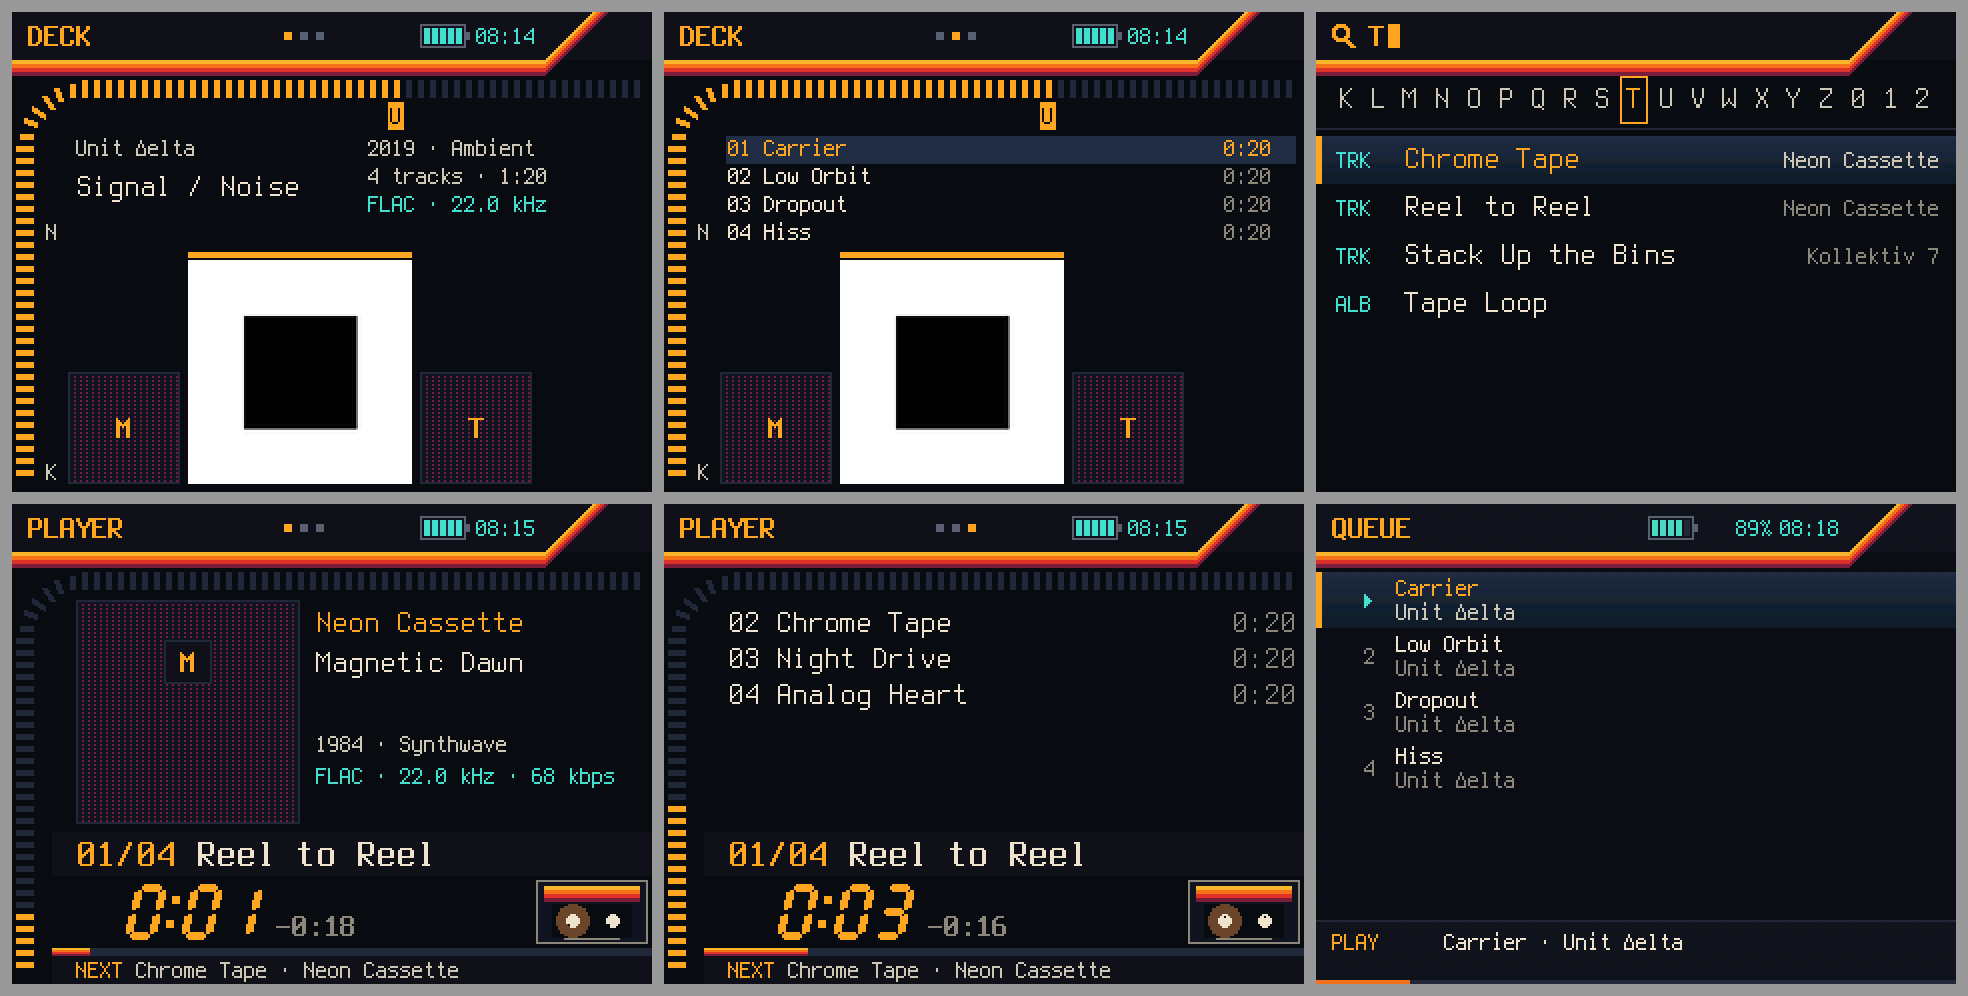 DECK 08:14
U
Unit Δelta 2019 · Ambient
Signal / Noise 4 tracks · 1:20
FLAC · 22.0 kHz
N
M T
K
DECK 08:14
U
01 Carrier 0:20
02 Low Orbit 0:20
03 Dropout 0:20
N 04 Hiss 0:20
M T
K
T
K L M N O P Q R S T U V W X Y Z 0 1 2
TRK Chrome Tape Neon Cassette
TRK Reel to Reel Neon Cassette
TRK Stack Up the Bins Kollektiv 7
ALB Tape Loop
PLAYER 08:15
Neon Cassette
M Magnetic Dawn
1984 · Synthwave
FLAC · 22.0 kHz · 68 kbps
01/04 Reel to Reel
0:01 -0:18
NEXT Chrome Tape · Neon Cassette
PLAYER 08:15
02 Chrome Tape 0:20
03 Night Drive 0:20
04 Analog Heart 0:20
01/04 Reel to Reel
0:03 -0:16
NEXT Chrome Tape · Neon Cassette
QUEUE 89% 08:18
Carrier
Unit Δelta
2 Low Orbit
Unit Δelta
3 Dropout
Unit Δelta
4 Hiss
Unit Δelta
PLAY Carrier · Unit Δelta